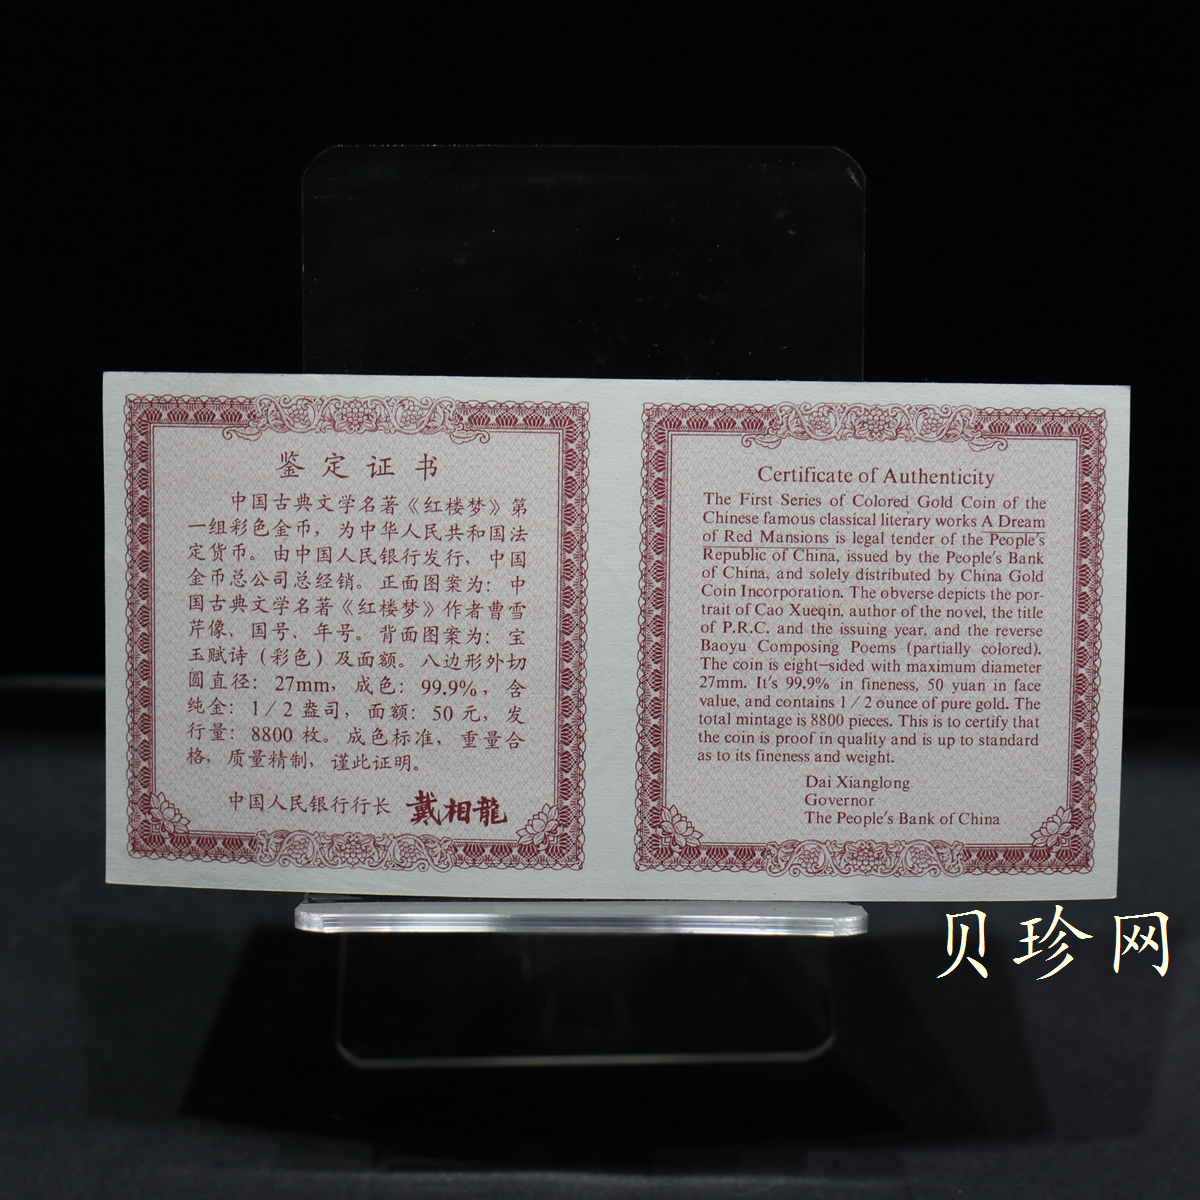 鉴定证书
中国古典文学名著《红楼梦》第
一组彩色金币，为中华人民共和国法
定货币。由中国人民银行发行，中国
金币总公司总经销。正面图案为：中
国古典文学名著《红楼梦》作者曹雪
芹像、国号、年号。背面图案为：宝
玉赋诗（彩色）及面额。八边形外切
圆直径：27mm，成色：99.9%，含
纯金：1/2盎司，面额：50元，发
行量：8800枚。成色标准，重量合
格，质量精制，谨此证明。
中国人民银行行长 戴相龍
Certificate of Authenticity
The First Series of Colored Gold Coin of the
Chinese famous classical literary works A Dream
of Red Mansions is legal tender of the People's
Republic of China, issued by the People's Bank
of China, and solely distributed by China Gold
Coin Incorporation. The obverse depicts the por-
trait of Cao Xueqin, author of the novel, the title
of P.R.C. and the issuing year, and the reverse
Baoyu Composing Poems (partially colored).
The coin is eight-sided with maximum diameter
27mm. It's 99.9% in fineness, 50 yuan in face
value, and contains 1/2 ounce of pure gold. The
total mintage is 8800 pieces. This is to certify that
the coin is proof in quality and is up to standard
as to its fineness and weight.
Dai Xianglong
Governor
The People's Bank of China
贝珍网